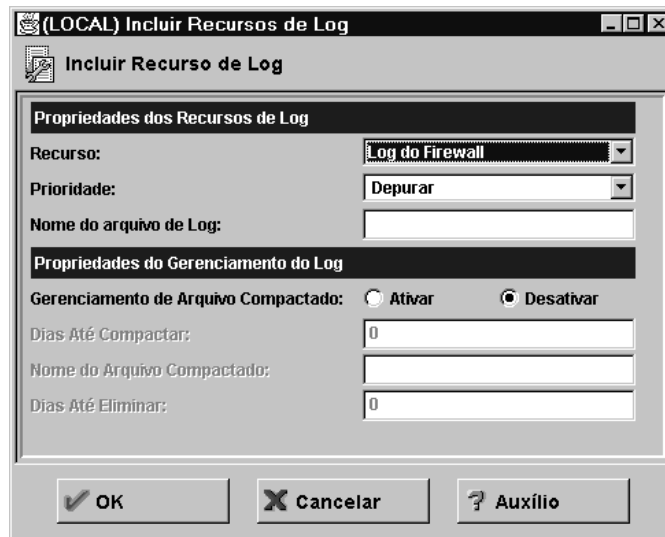 (LOCAL) Incluir Recursos de Log
Incluir Recurso de Log
Propriedades dos Recursos de Log
Recurso: Log do Firewall
Prioridade: Depurar
Nome do arquivo de Log:
Propriedades do Gerenciamento do Log
Gerenciamento de Arquivo Compactado: Ativar Desativar
Dias Até Compactar: 0
Nome do Arquivo Compactado:
Dias Até Eliminar: 0
OK Cancelar Auxílio